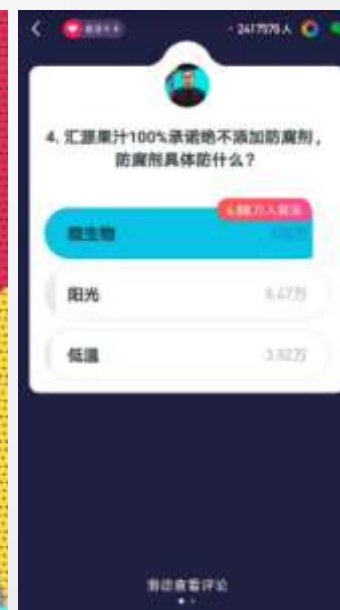 2417978人
4. 汇源果汁100%承诺绝不添加防腐剂，
防腐剂具体防什么？
微生物
阳光
8.47万
低温
3.82万
滑动查看评论